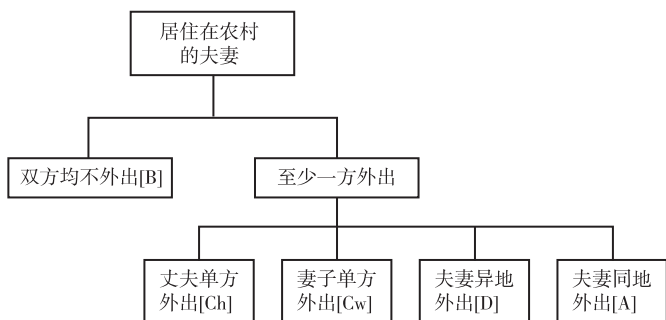 居住在农村
的夫妻
双方均不外出[B]
至少一方外出
丈夫单方
外出[Ch]
妻子单方
外出[Cw]
夫妻异地
外出[D]
夫妻同地
外出[A]